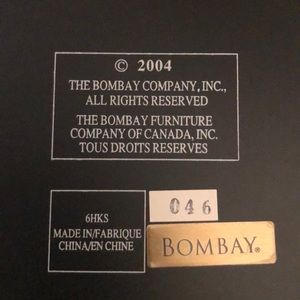 © 2004
THE BOMBAY COMPANY, INC.,
ALL RIGHTS RESERVED
THE BOMBAY FURNITURE
COMPANY OF CANADA, INC.
TOUS DROITS RESERVES
046
6HKS
MADE IN/FABRIQUE
CHINA/EN CHINE
BOMBAY®